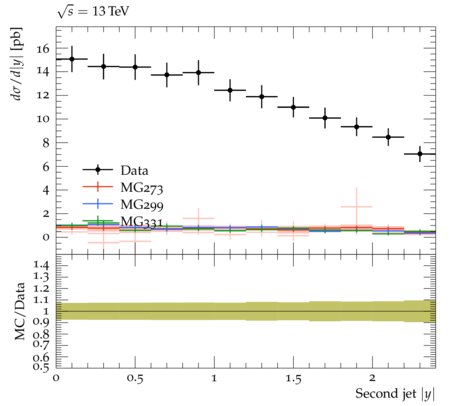 √s = 13 TeV
dσ/d|y| [pb]
16
14
12
10
8
6
4
2
0
Data
MG273
MG299
MG331
MC/Data
1.4
1.3
1.2
1.1
1
0.9
0.8
0.7
0.6
0.5
0 0.5 1 1.5 2
Second jet |y|